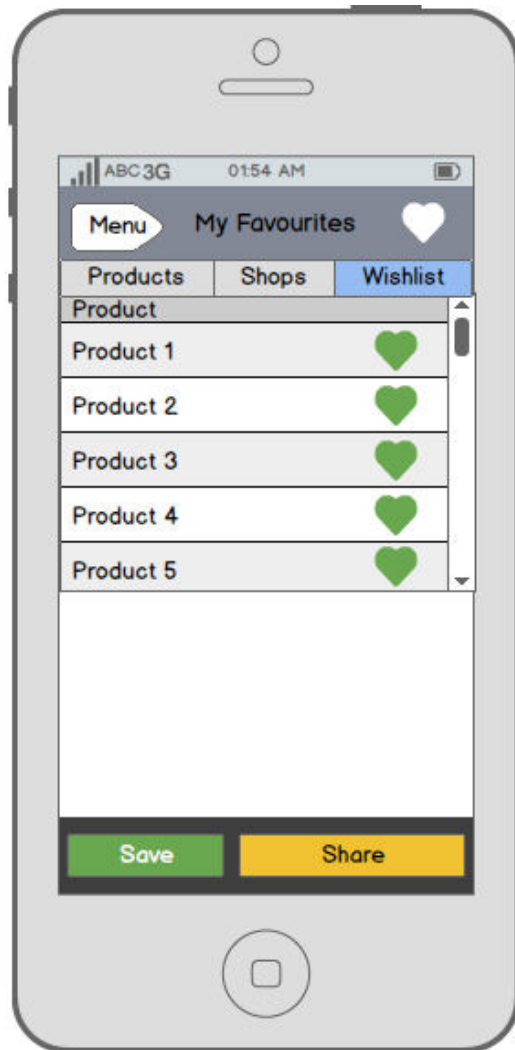 ABC 3G 01:54 AM
Menu My Favourites
Products Shops Wishlist
Product
Product 1
Product 2
Product 3
Product 4
Product 5
Save Share